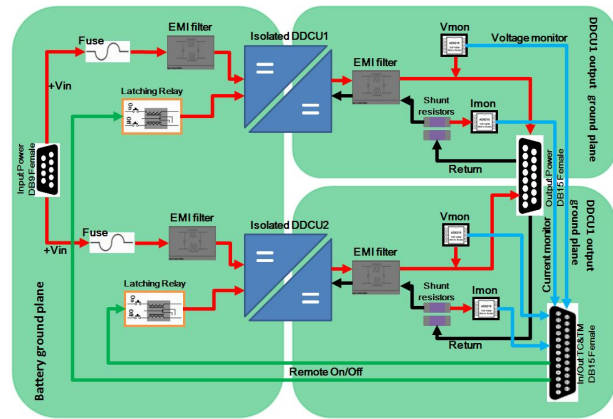 EMI filter
Isolated DDCU1
Fuse
+Vin
Latching Relay
Vmon
Voltage monitor
EMI filter
Shunt
resistors
Imon
Return
DDCU1 output
ground plane
Input Power
DB9 Female
Output Power
DB15 Female
Battery ground plane
Fuse
+Vin
EMI filter
Isolated DDCU2
Latching Relay
EMI filter
Vmon
Shunt
resistors
Imon
Return
Current monitor
DDCU1 output
ground plane
In/Out TC&TM
DB15 Female
Remote On/Off